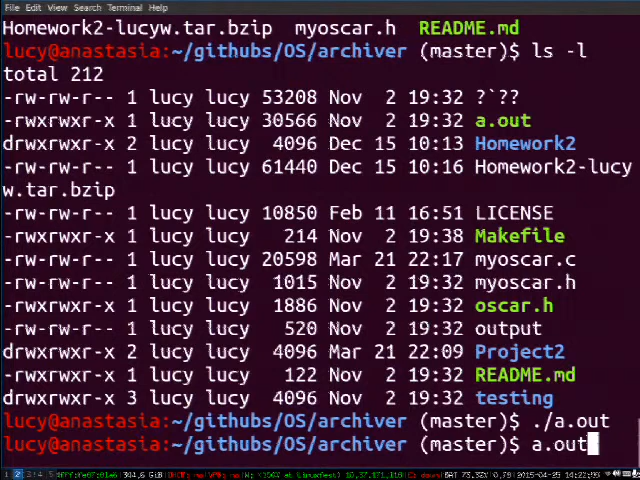 File Edit View Search Terminal Help
Homework2-lucyw.tar.bzip  myoscar.h  README.md
lucy@anastasia:~/githubs/OS/archiver (master)$ ls -l
total 212
-rw-rw-r-- 1 lucy lucy 53208 Nov  2 19:32 ?`??
-rwxrwxr-x 1 lucy lucy 30566 Nov  2 19:32 a.out
drwxrwxr-x 2 lucy lucy  4096 Dec 15 10:13 Homework2
-rw-rw-r-- 1 lucy lucy 61440 Dec 15 10:16 Homework2-lucy
w.tar.bzip
-rw-rw-r-- 1 lucy lucy 10850 Feb 11 16:51 LICENSE
-rwxrwxr-x 1 lucy lucy   214 Nov  2 19:38 Makefile
-rw-rw-r-- 1 lucy lucy 20598 Mar 21 22:17 myoscar.c
-rw-rw-r-- 1 lucy lucy  1015 Nov  2 19:32 myoscar.h
-rwxrwxr-x 1 lucy lucy  1886 Nov  2 19:32 oscar.h
-rw-rw-r-- 1 lucy lucy   520 Nov  2 19:32 output
drwxrwxr-x 2 lucy lucy  4096 Mar 21 22:09 Project2
-rwxrwxr-x 1 lucy lucy   122 Nov  2 19:32 README.md
drwxrwxr-x 3 lucy lucy  4096 Nov  2 19:32 testing
lucy@anastasia:~/githubs/OS/archiver (master)$ ./a.out
lucy@anastasia:~/githubs/OS/archiver (master)$ a.out